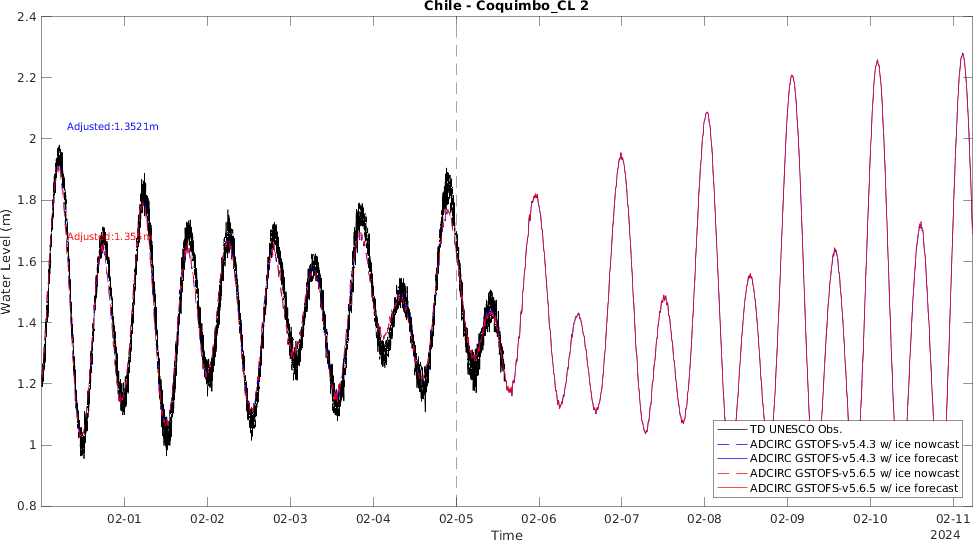 Chile - Coquimbo_CL 2
2.4
2.2
2
1.8
1.6
1.4
1.2
1
0.8
Water Level (m)
Adjusted:1.3521m
TD UNESCO Obs.
ADCIRC GSTOFS-v5.4.3 w/ ice nowcast
ADCIRC GSTOFS-v5.4.3 w/ ice forecast
ADCIRC GSTOFS-v5.6.5 w/ ice nowcast
ADCIRC GSTOFS-v5.6.5 w/ ice forecast
02-01 02-02 02-03 02-04 02-05 02-06 02-07 02-08 02-09 02-10 02-11
Time
2024